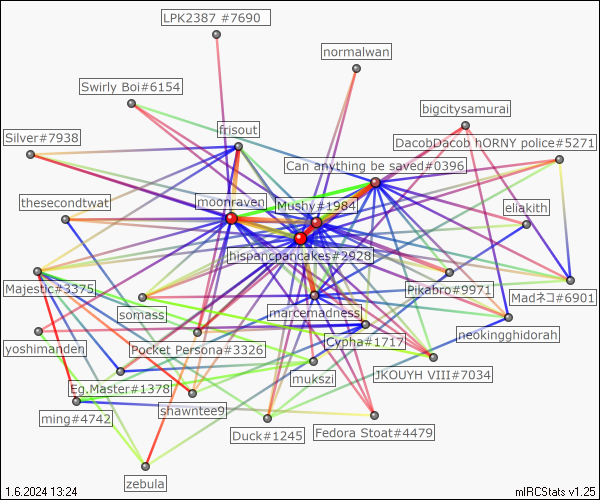 LPK2387 #7690
normalwan
Swirly Boi#6154
bigcitysamurai
frisout
Silver#7938
DacobDacob hORNY police#5271
Can anything be saved#0396
thesecondtwat
moonraven
Mushy#1984
eliakith
hispancpancakes#2928
Majestic#3375
Pikabro#9971
Madネコ#6901
somass
marcemadness
neokingghidorah
Cypha#1717
yoshimanden
Pocket Persona#3326
JKOUYH VIII#7034
mukszi
Eg.Master#1378
shawntee9
ming#4742
Duck#1245
Fedora Stoat#4479
zebula
1.6.2024 13:24
mIRCStats v1.25